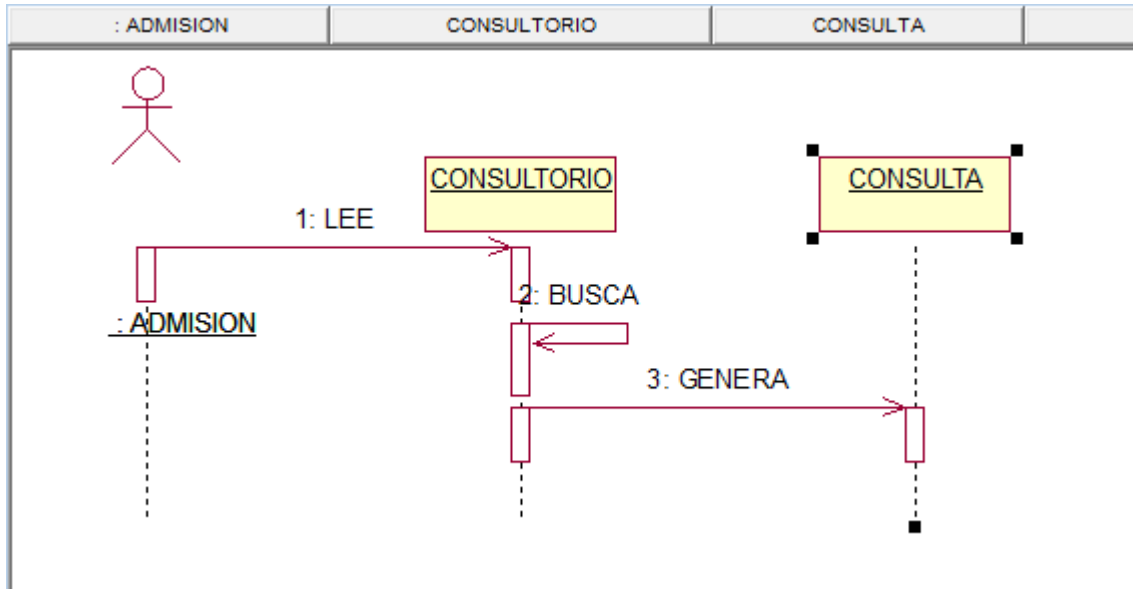 : ADMISION
CONSULTORIO
CONSULTA
CONSULTORIO
CONSULTA
1: LEE
2: BUSCA
: ADMISION
3: GENERA